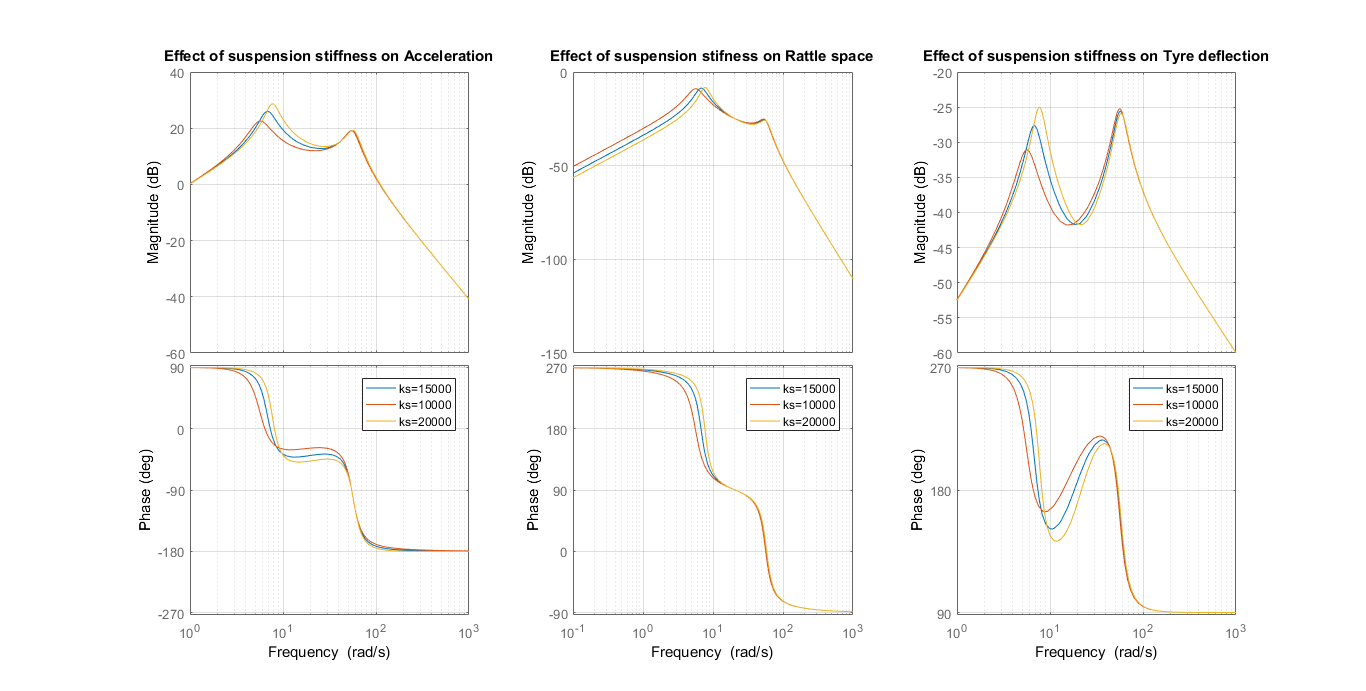 Effect of suspension stiffness on Acceleration
40
20
0
-20
-40
-60
Magnitude (dB)
90
0
-90
-180
-270
Phase (deg)
ks=15000
ks=10000
ks=20000
10^0
10^1
10^2
10^3
Frequency (rad/s)
Effect of suspension stifness on Rattle space
0
-50
-100
-150
Magnitude (dB)
270
180
90
0
-90
Phase (deg)
ks=15000
ks=10000
ks=20000
10^-1
10^0
10^1
10^2
10^3
Frequency (rad/s)
Effect of suspension stiffness on Tyre deflection
-20
-25
-30
-35
-40
-45
-50
-55
-60
Magnitude (dB)
270
180
90
Phase (deg)
ks=15000
ks=10000
ks=20000
10^0
10^1
10^2
10^3
Frequency (rad/s)